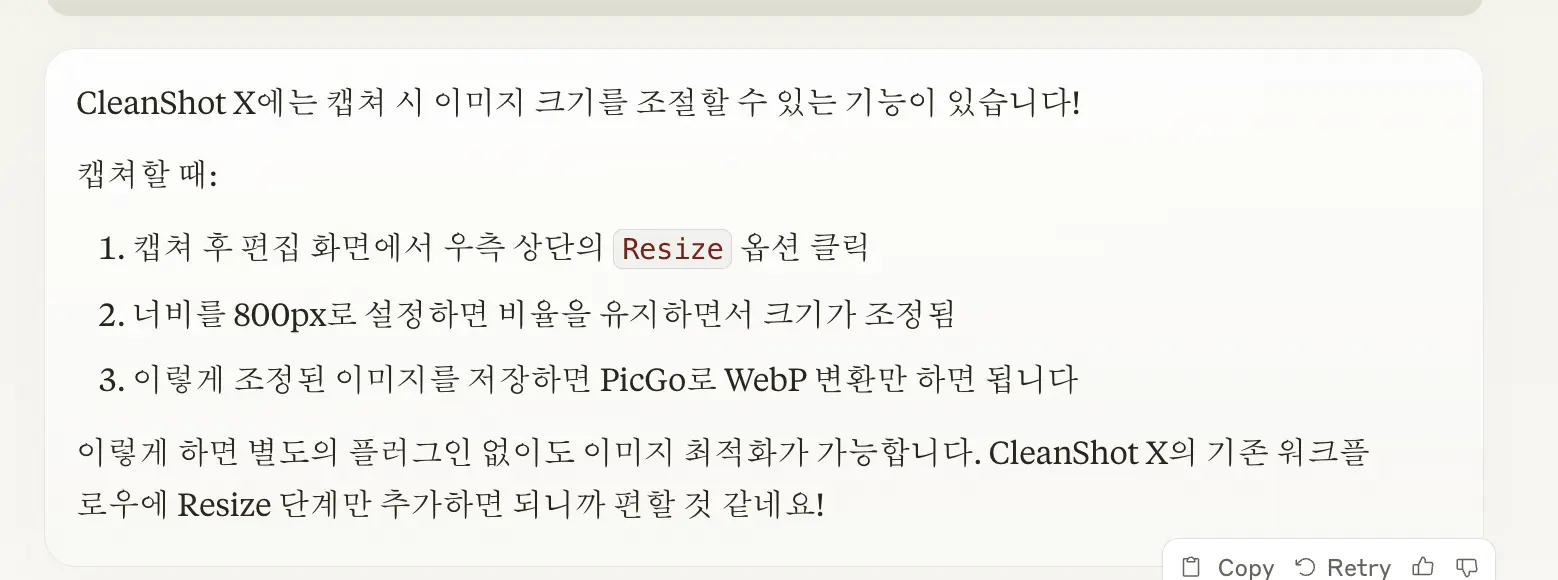 CleanShot X에는 캡쳐 시 이미지 크기를 조절할 수 있는 기능이 있습니다!
캡쳐할 때:
1. 캡쳐 후 편집 화면에서 우측 상단의 Resize 옵션 클릭
2. 너비를 800px로 설정하면 비율을 유지하면서 크기가 조정됨
3. 이렇게 조정된 이미지를 저장하면 PicGo로 WebP 변환만 하면 됩니다
이렇게 하면 별도의 플러그인 없이도 이미지 최적화가 가능합니다. CleanShot X의 기존 워크플
로우에 Resize 단계만 추가하면 되니까 편할 것 같네요!
Copy Retry